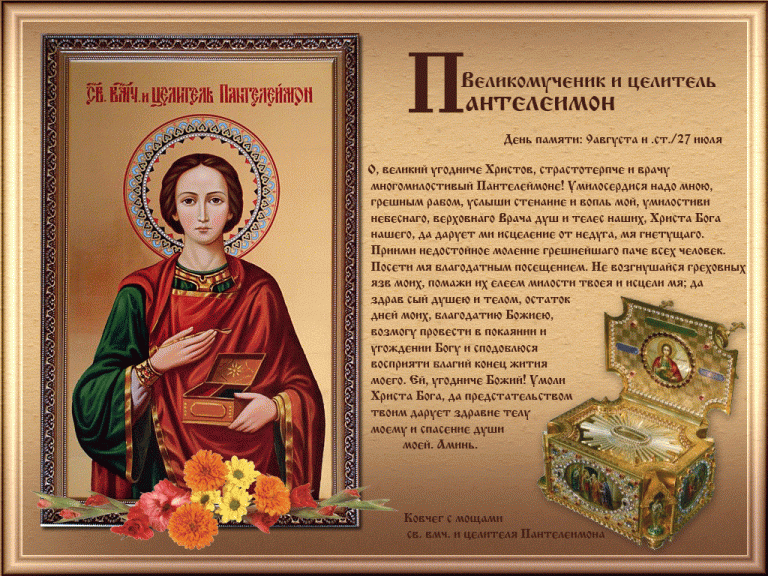 СВ. ВМЧ. И ЦЕЛИТЕЛЬ ПАНТЕЛЕИМОН
Великомученик и целитель
Пантелеимон
День памяти: 9августа н .ст./27 июля
О, великий угодниче Христов, страстотерпче и врачу
многомилостивый Пантелеймоне! Умилосердися надо мною,
грешным рабом, услыши стенание и вопль мой, умилостиви
небеснаго, верховнаго Врача душ и телес наших, Христа Бога
нашего, да дарует ми исцеление от недуга, мя гнетущаго.
Приими недостойное моление грешнейшаго паче всех человек.
Посети мя благодатным посещением. Не возгнушайся греховных
язв моих, помажи их елеем милости твоея и исцели мя; да
здрав сый душею и телом, остаток
дней моих, благодатию Божиею,
возмогу провести в покаянии и
угождении Богу и сподоблюся
восприяти благий конец жития
моего. Ей, угодниче Божий! Умоли
Христа Бога, да предстательством
твоим дарует здравие телу
моему и спасение души
моей. Аминь.
Ковчег с мощами
св. вмч. и целителя Пантелеимона